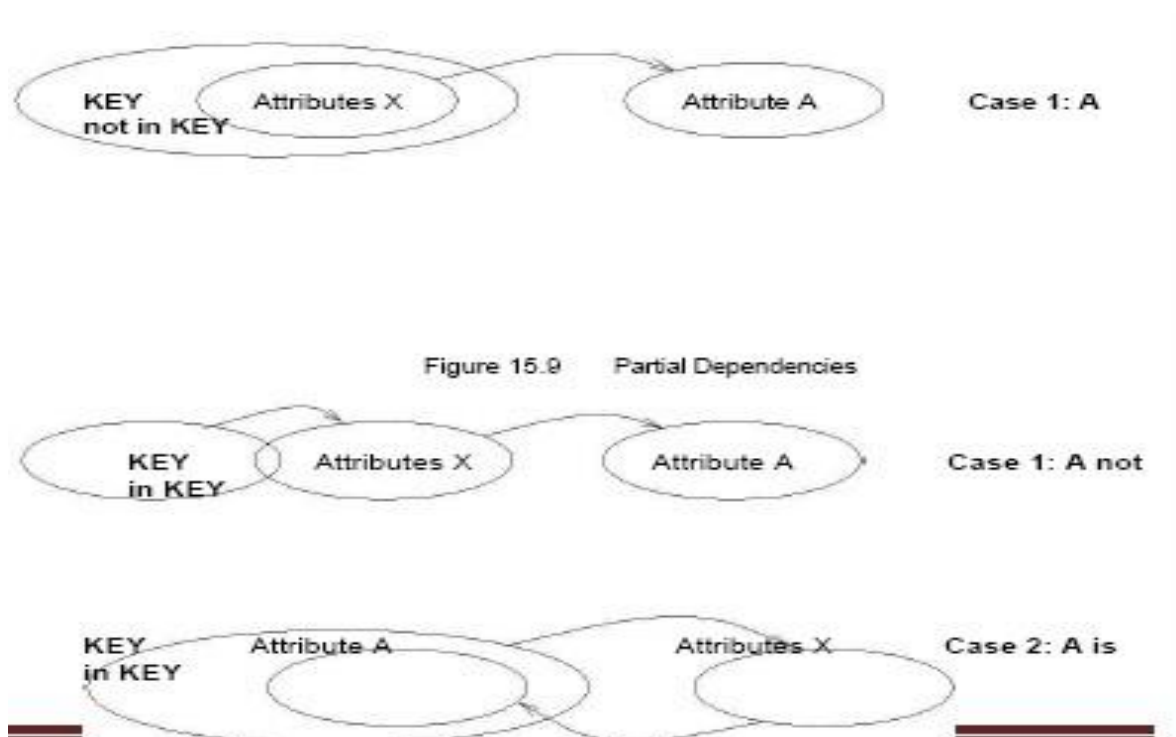 KEY Attributes X Attribute A Case 1: A
not in KEY
Figure 15.9 Partial Dependencies
KEY Attributes X Attribute A Case 1: A not
in KEY
KEY Attribute A Attributes X Case 2: A is
in KEY